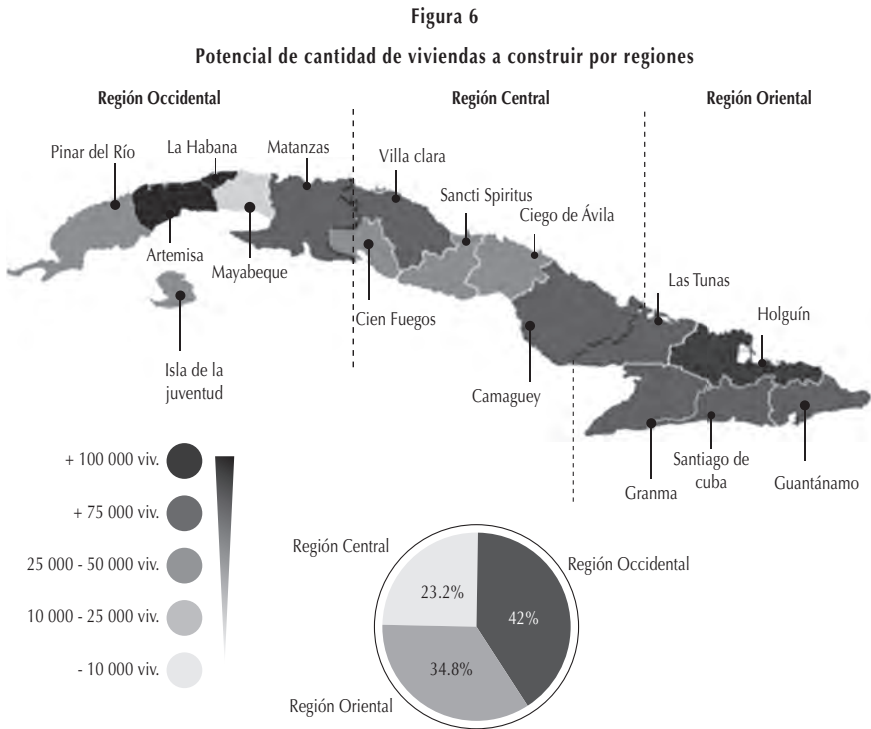 Figura 6
Potencial de cantidad de viviendas a construir por regiones
Región Occidental
Región Central
Región Oriental
Pinar del Río
La Habana
Matanzas
Villa clara
Sancti Spiritus
Ciego de Ávila
Artemisa
Mayabeque
Cien Fuegos
Las Tunas
Holguín
Isla de la
juventud
Camaguey
Granma
Santiago de
cuba
Guantánamo
+ 100 000 viv.
+ 75 000 viv.
25 000 - 50 000 viv.
10 000 - 25 000 viv.
- 10 000 viv.
Región Central
Región Occidental
23.2%
42%
34.8%
Región Oriental